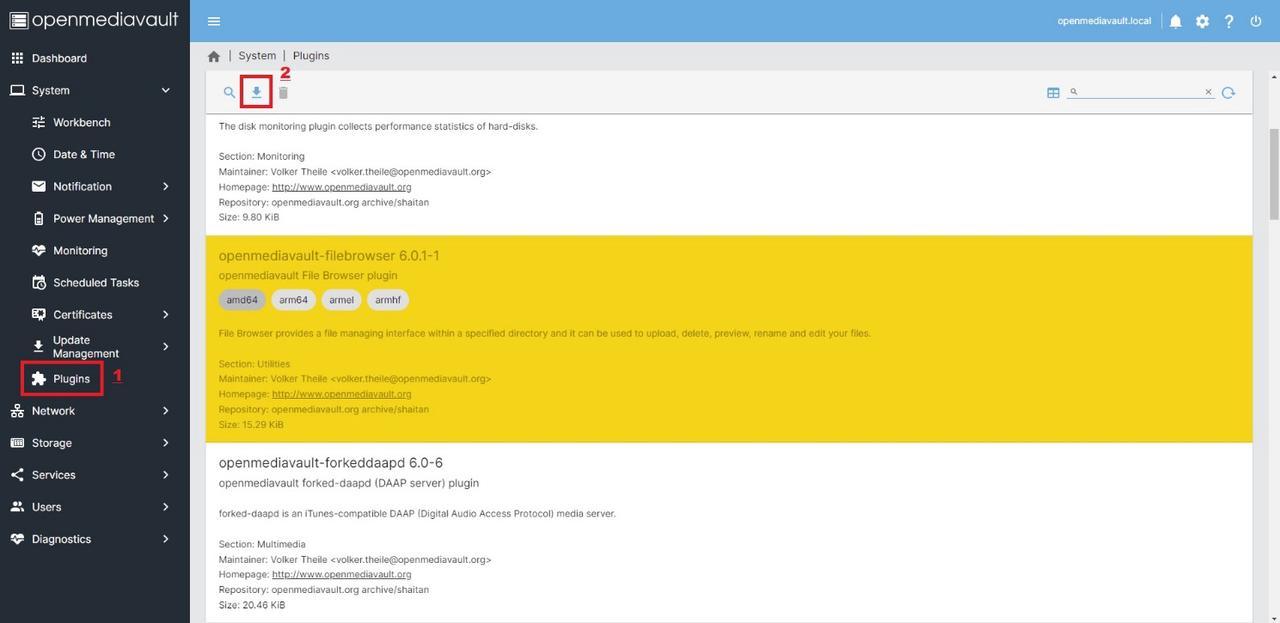 openmediavault
openmediavault.local
Dashboard
System
Workbench
Date & Time
Notification
Power Management
Monitoring
Scheduled Tasks
Certificates
Update
Management
Plugins
1
Network
Storage
Services
Users
Diagnostics
| System | Plugins
2
The disk monitoring plugin collects performance statistics of hard-disks.
Section: Monitoring
Maintainer: Volker Theile <volker.theile@openmediavault.org>
Homepage: http://www.openmediavault.org
Repository: openmediavault.org archive/shaitan
Size: 9.80 KiB
openmediavault-filebrowser 6.0.1-1
openmediavault File Browser plugin
amd64 arm64 armel armhf
File Browser provides a file managing interface within a specified directory and it can be used to upload, delete, preview, rename and edit your files.
Section: Utilities
Maintainer: Volker Theile <volker.theile@openmediavault.org>
Homepage: http://www.openmediavault.org
Repository: openmediavault.org archive/shaitan
Size: 15.29 KiB
openmediavault-forkeddaapd 6.0-6
openmediavault forked-daapd (DAAP server) plugin
forked-daapd is an iTunes-compatible DAAP (Digital Audio Access Protocol) media server.
Section: Multimedia
Maintainer: Volker Theile <volker.theile@openmediavault.org>
Homepage: http://www.openmediavault.org
Repository: openmediavault.org archive/shaitan
Size: 20.46 KiB